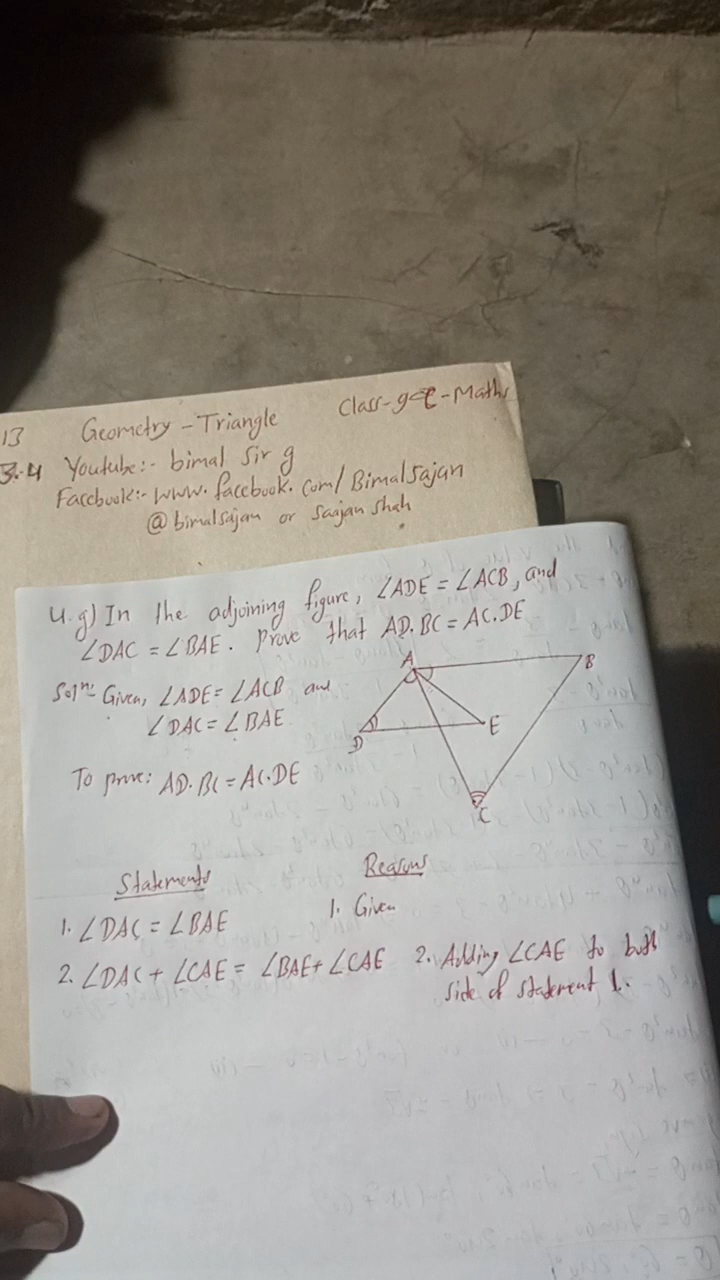 13 Geometry - Triangle Class-9 - Maths
3.4 Youtube:- bimal sir g
Facebook:- www.facebook.com/Bimalsajan
@bimalsajan or Saajan Shah
4.g) In the adjoining figure, ∠ADE = ∠ACB, and
∠DAC = ∠BAE. Prove that AD.BC = AC.DE
Solⁿ: Given, ∠ADE = ∠ACB and
∠DAC = ∠BAE
To prove: AD.BC = AC.DE
A
B
D
E
C
Statements Reasons
1. ∠DAC = ∠BAE 1. Given
2. ∠DAC + ∠CAE = ∠BAE + ∠CAE 2. Adding ∠CAE to both
side of statement 1.